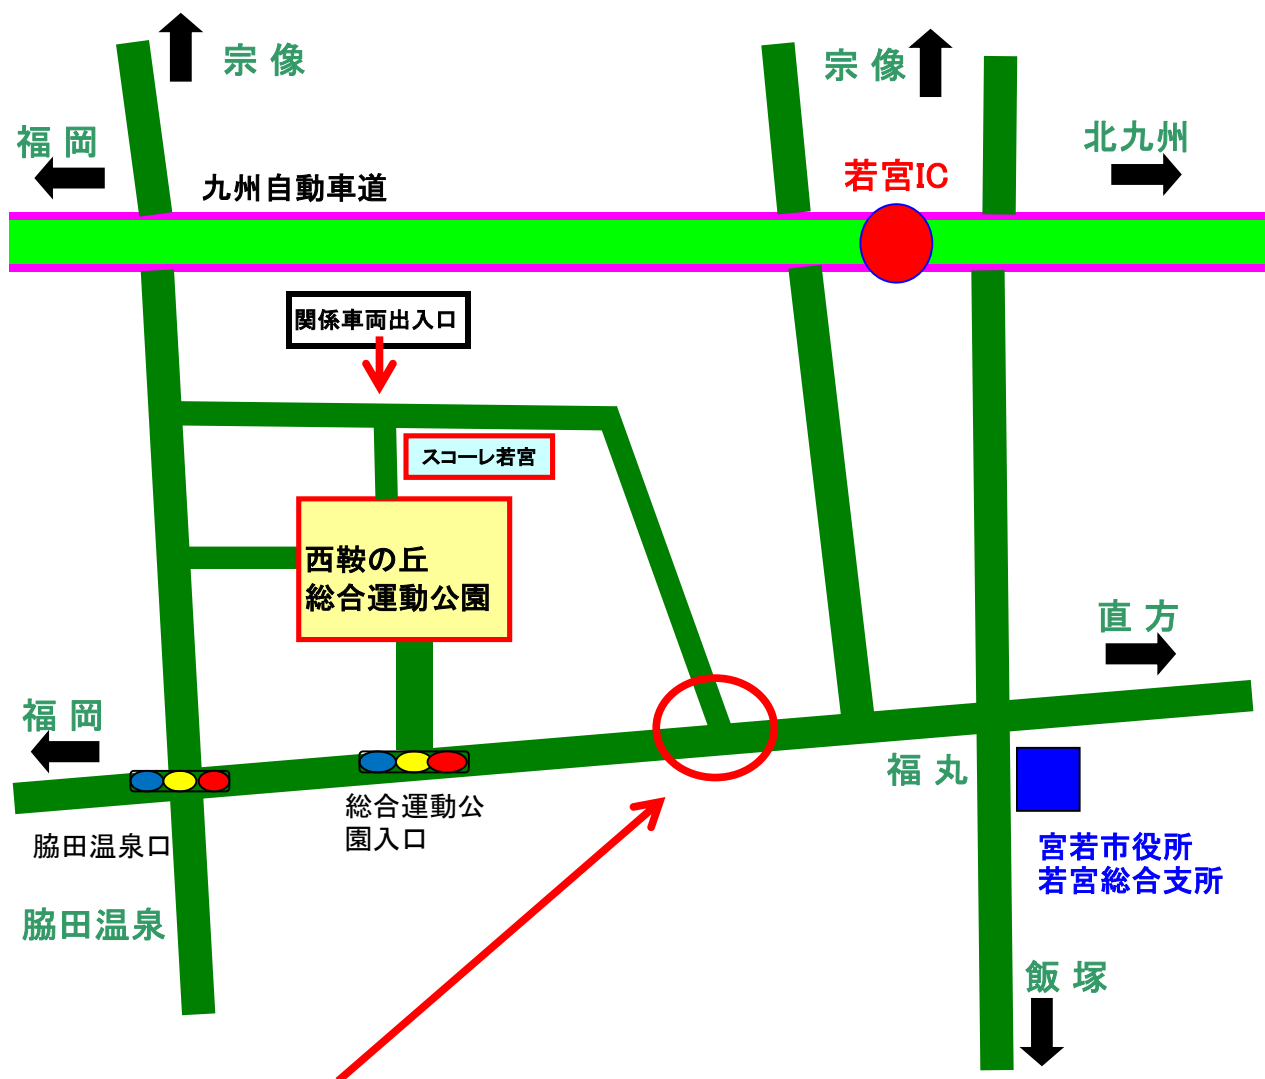 宗 像
宗 像
福 岡
北九州
九州自動車道
若宮IC
関係車両出入口
スコーレ若宮
西鞍の丘
総合運動公園
直 方
福 岡
福 丸
総合運動公
園入口
脇田温泉口
宮若市役所
若宮総合支所
脇田温泉
飯 塚